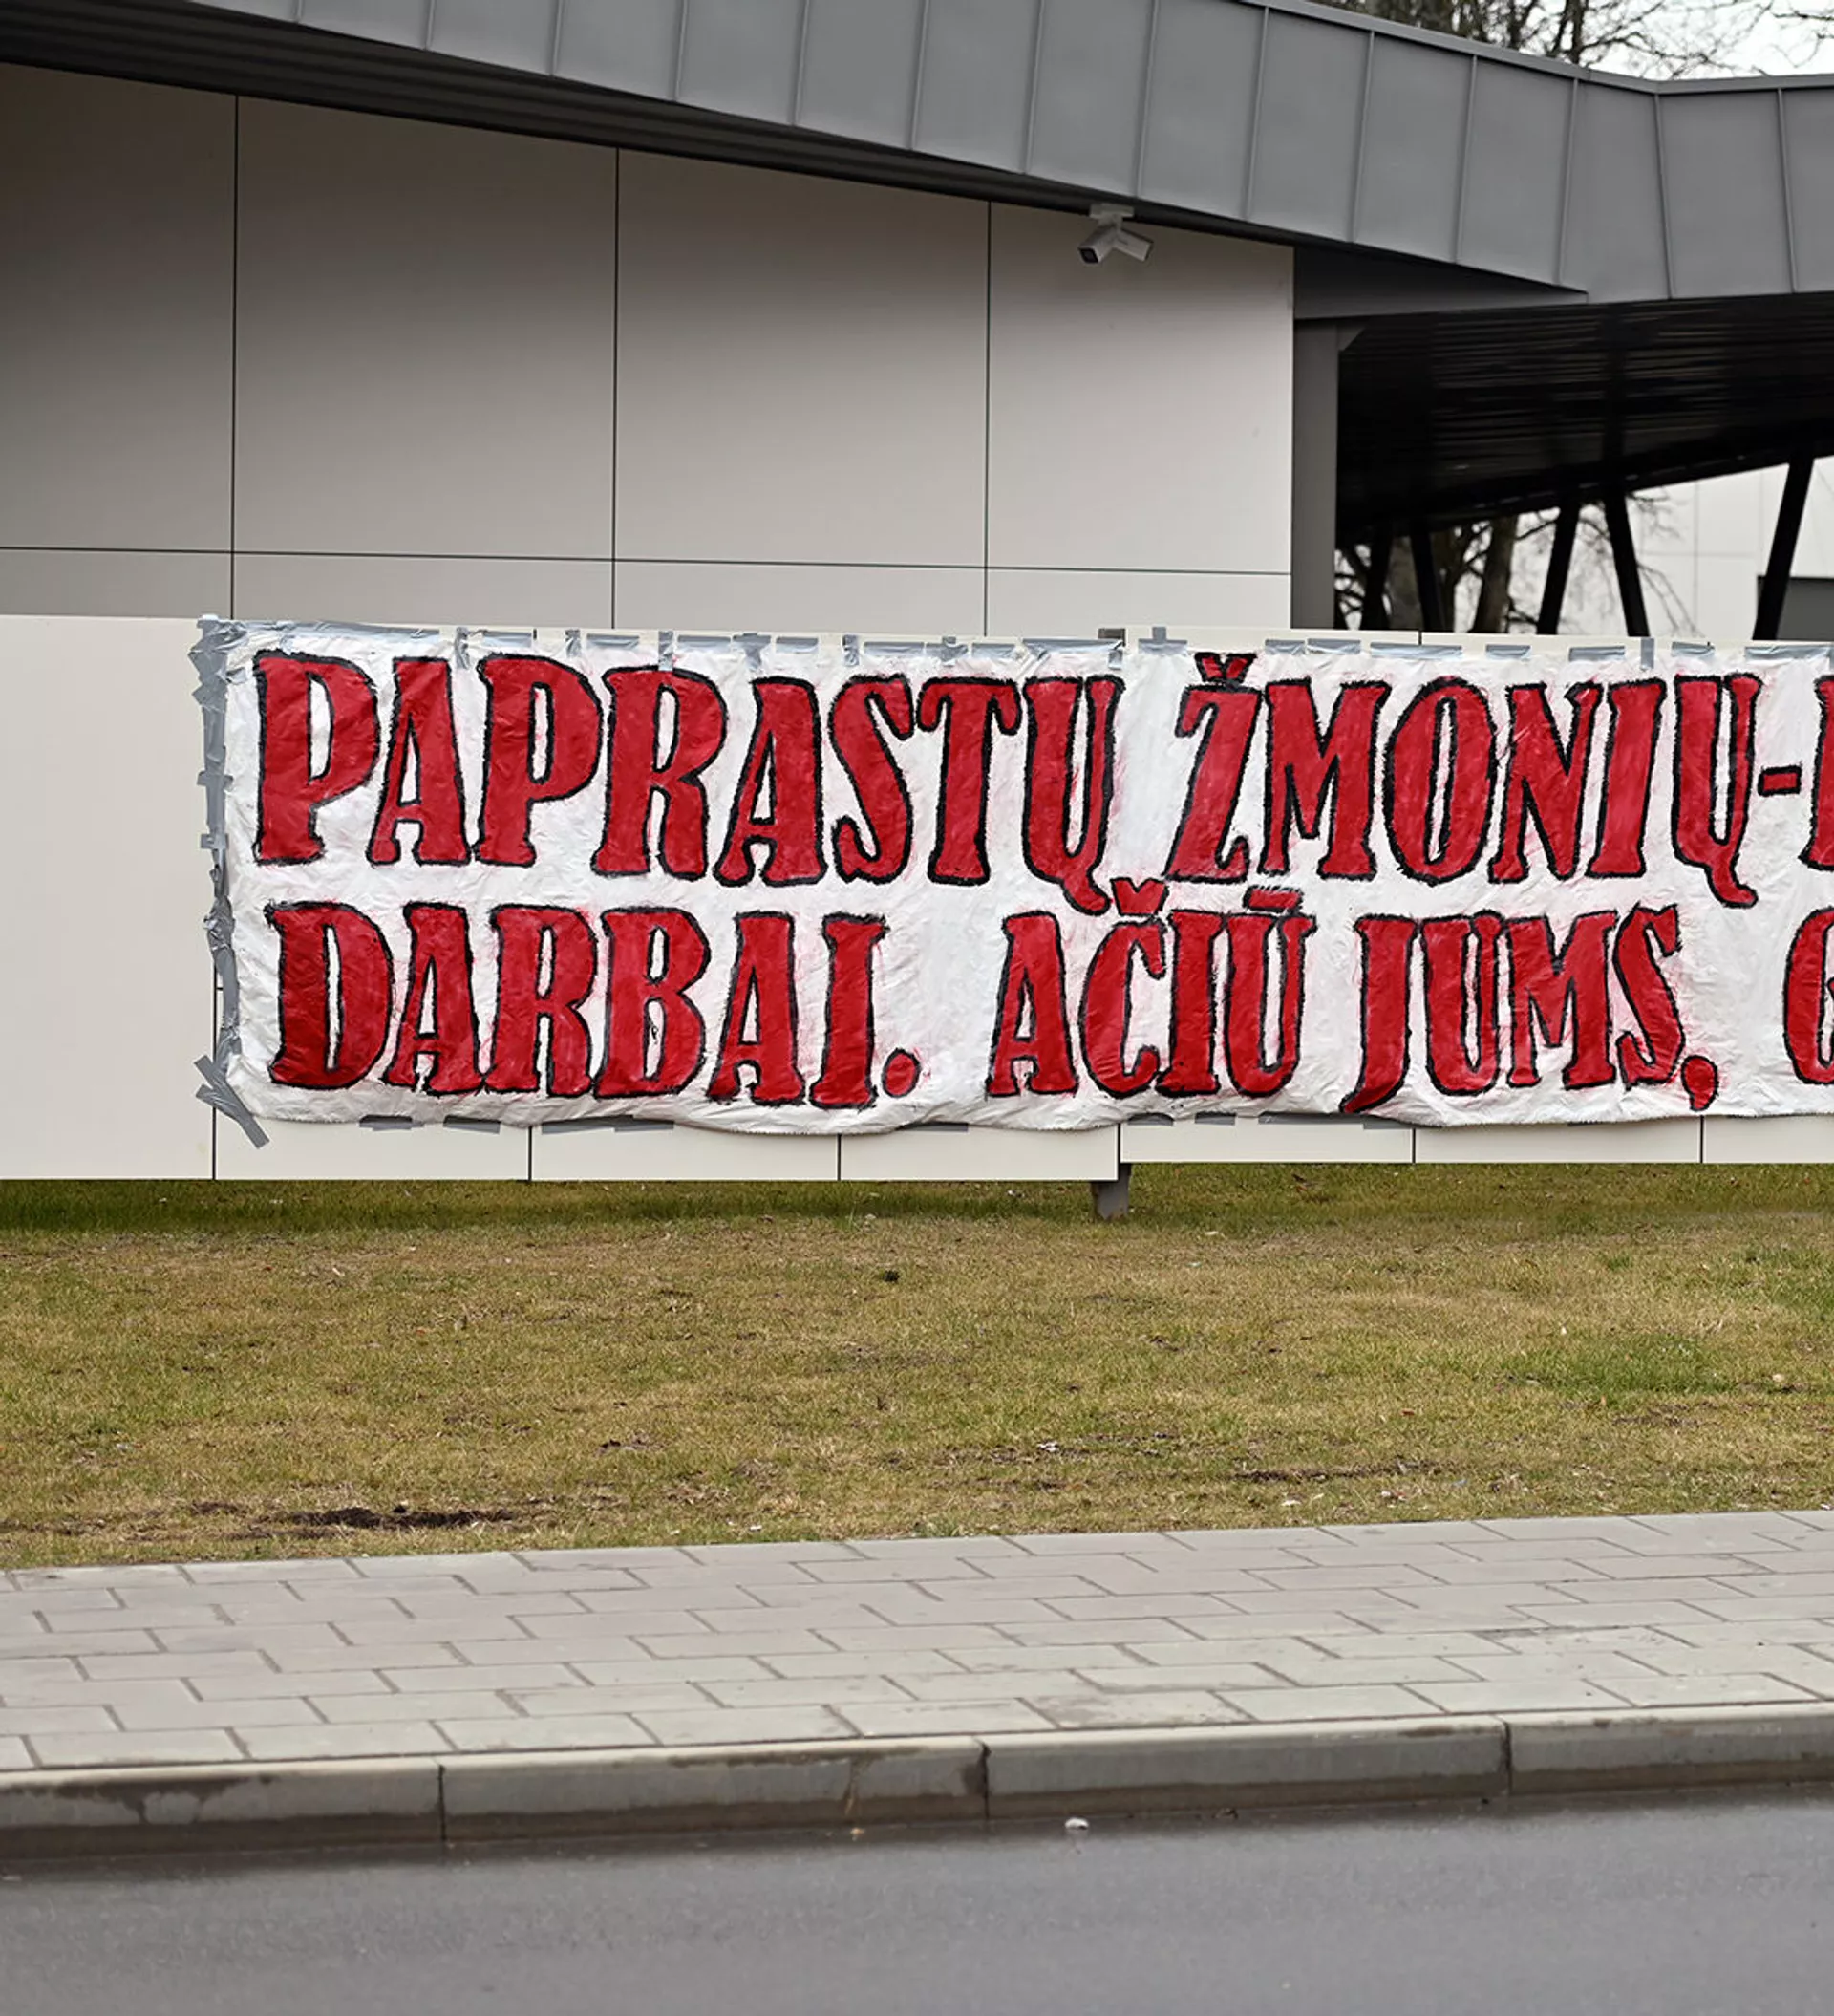 PAPRASTŲ ŽMONIŲ-
DARBAI. AČIŪ JUMS,